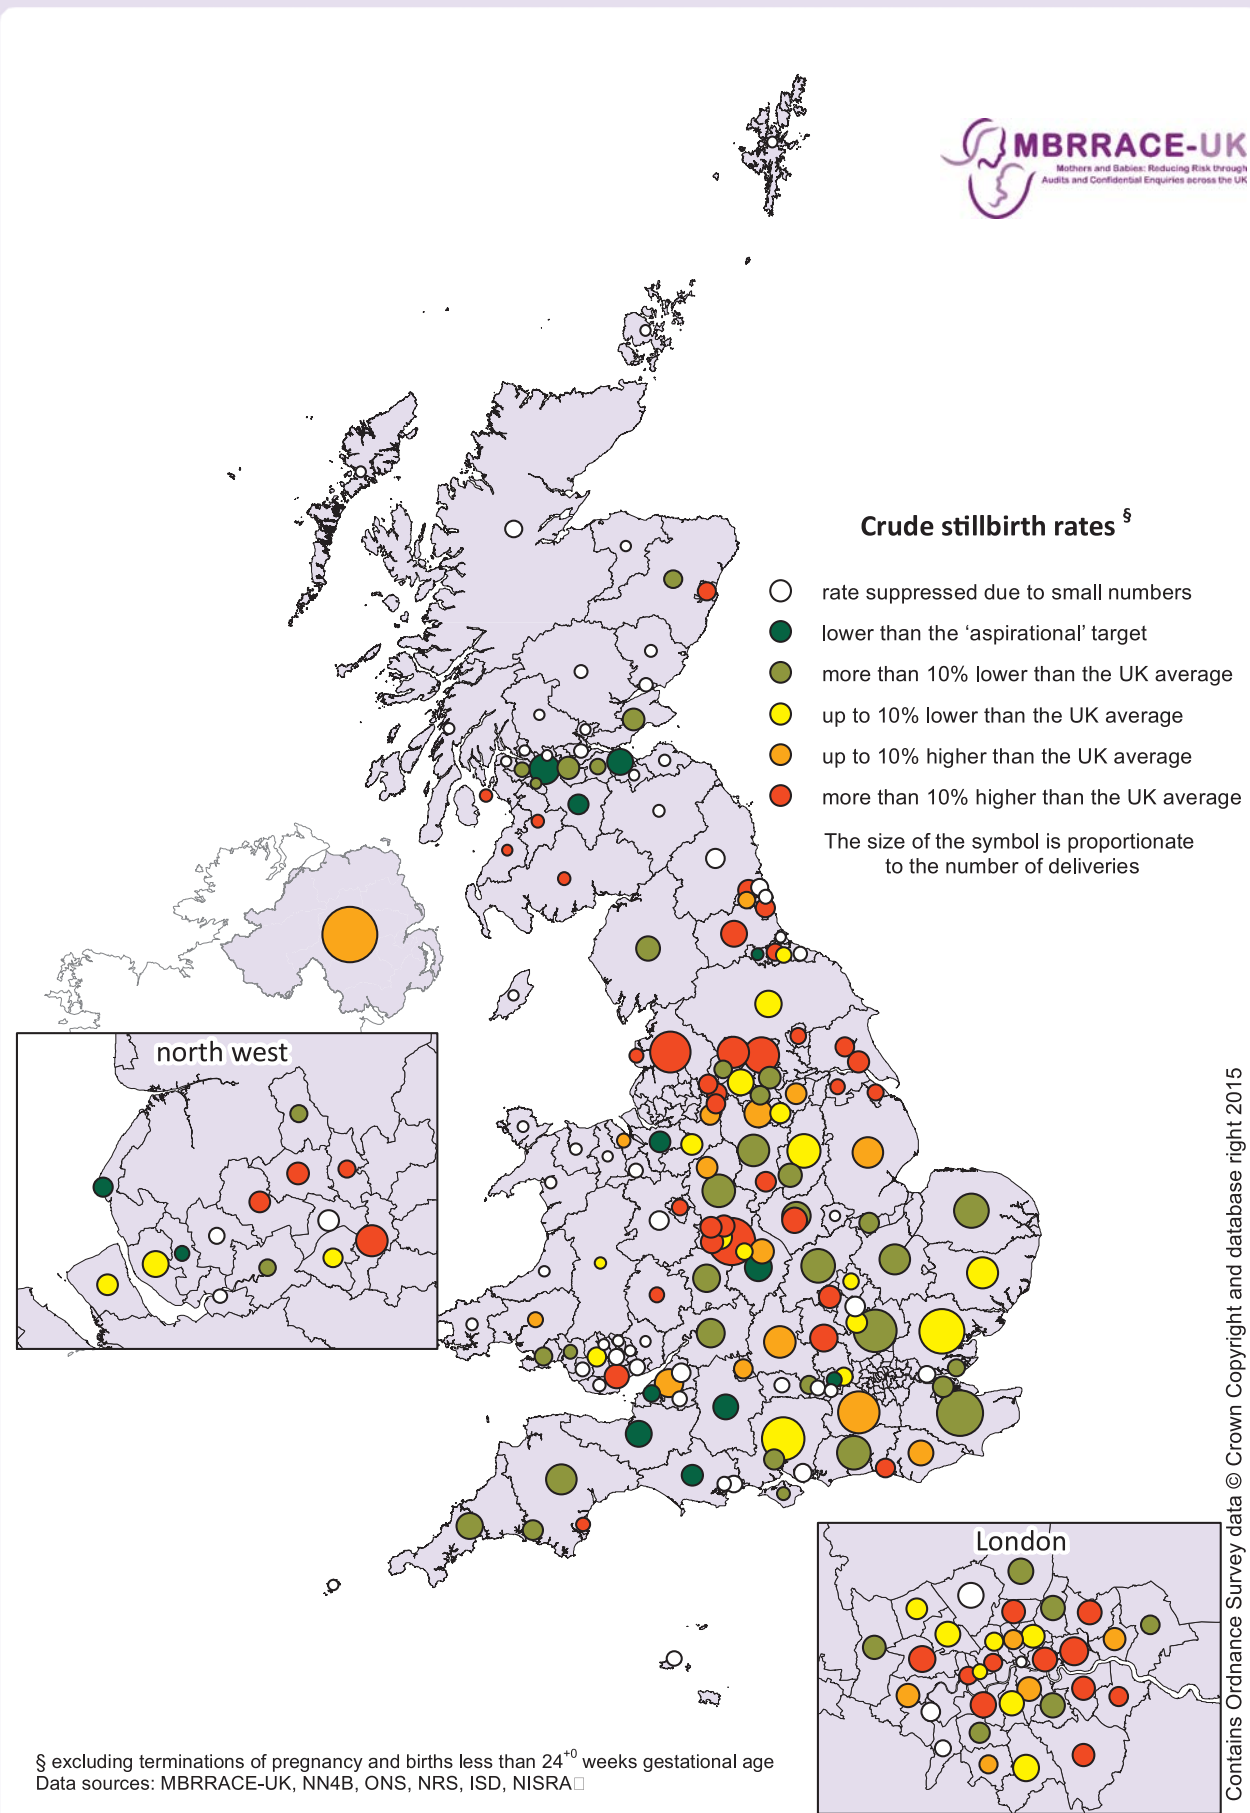 MBRRACE-UK
Mothers and Babies: Reducing Risk through
Audits and Confidential Enquiries across the UK
Crude stillbirth rates §
rate suppressed due to small numbers
lower than the ‘aspirational’ target
more than 10% lower than the UK average
up to 10% lower than the UK average
up to 10% higher than the UK average
more than 10% higher than the UK average
The size of the symbol is proportionate
to the number of deliveries
north west
London
§ excluding terminations of pregnancy and births less than 24+0 weeks gestational age
Data sources: MBRRACE-UK, NN4B, ONS, NRS, ISD, NISRA
Contains Ordnance Survey data © Crown Copyright and database right 2015